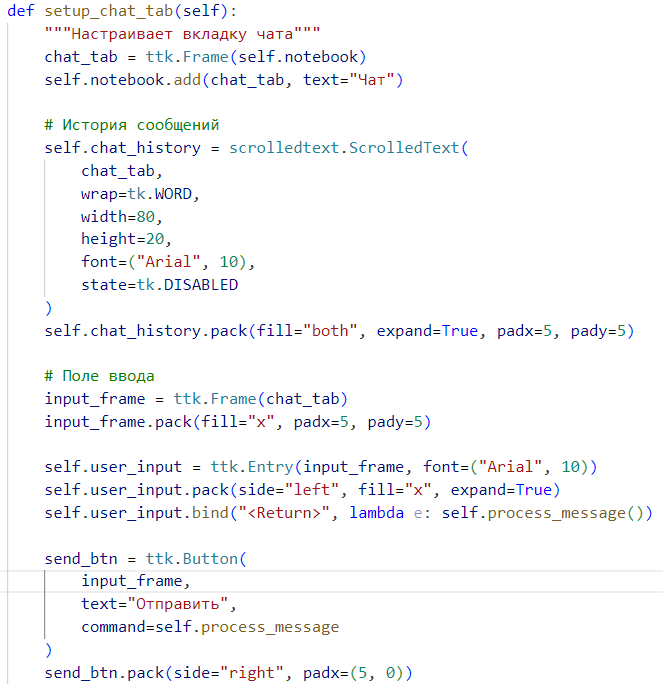 def setup_chat_tab(self):
    """Настраивает вкладку чата"""
    chat_tab = ttk.Frame(self.notebook)
    self.notebook.add(chat_tab, text="Чат")

    # История сообщений
    self.chat_history = scrolledtext.ScrolledText(
        chat_tab,
        wrap=tk.WORD,
        width=80,
        height=20,
        font=("Arial", 10),
        state=tk.DISABLED
    )
    self.chat_history.pack(fill="both", expand=True, padx=5, pady=5)

    # Поле ввода
    input_frame = ttk.Frame(chat_tab)
    input_frame.pack(fill="x", padx=5, pady=5)

    self.user_input = ttk.Entry(input_frame, font=("Arial", 10))
    self.user_input.pack(side="left", fill="x", expand=True)
    self.user_input.bind("<Return>", lambda e: self.process_message())

    send_btn = ttk.Button(
        input_frame,
        text="Отправить",
        command=self.process_message
    )
    send_btn.pack(side="right", padx=(5, 0))